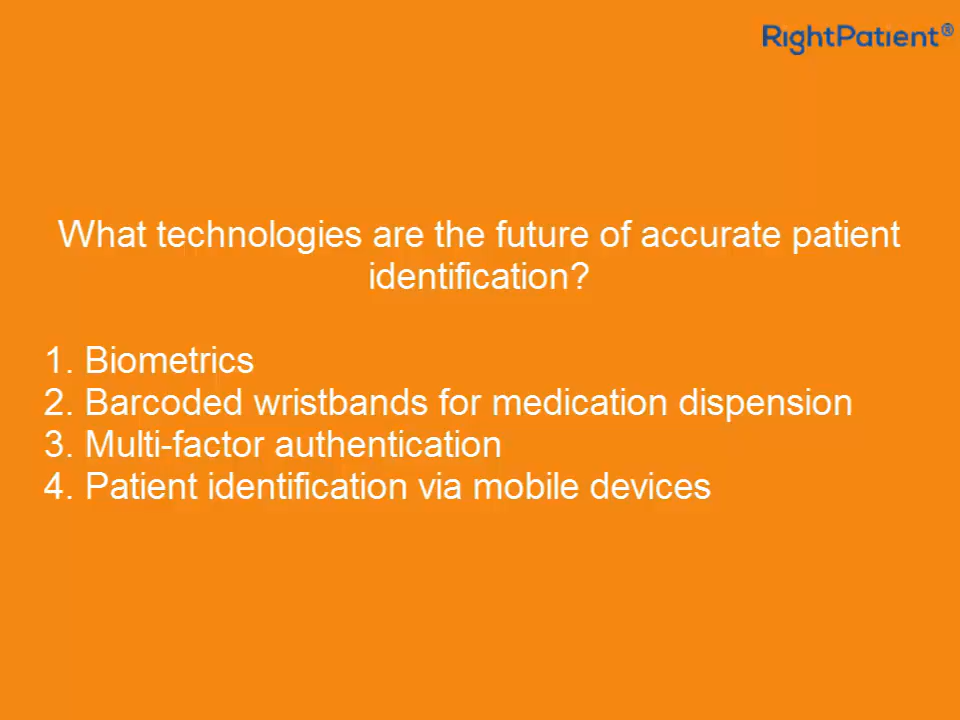 RightPatient®
What technologies are the future of accurate patient
identification?
1. Biometrics
2. Barcoded wristbands for medication dispension
3. Multi-factor authentication
4. Patient identification via mobile devices